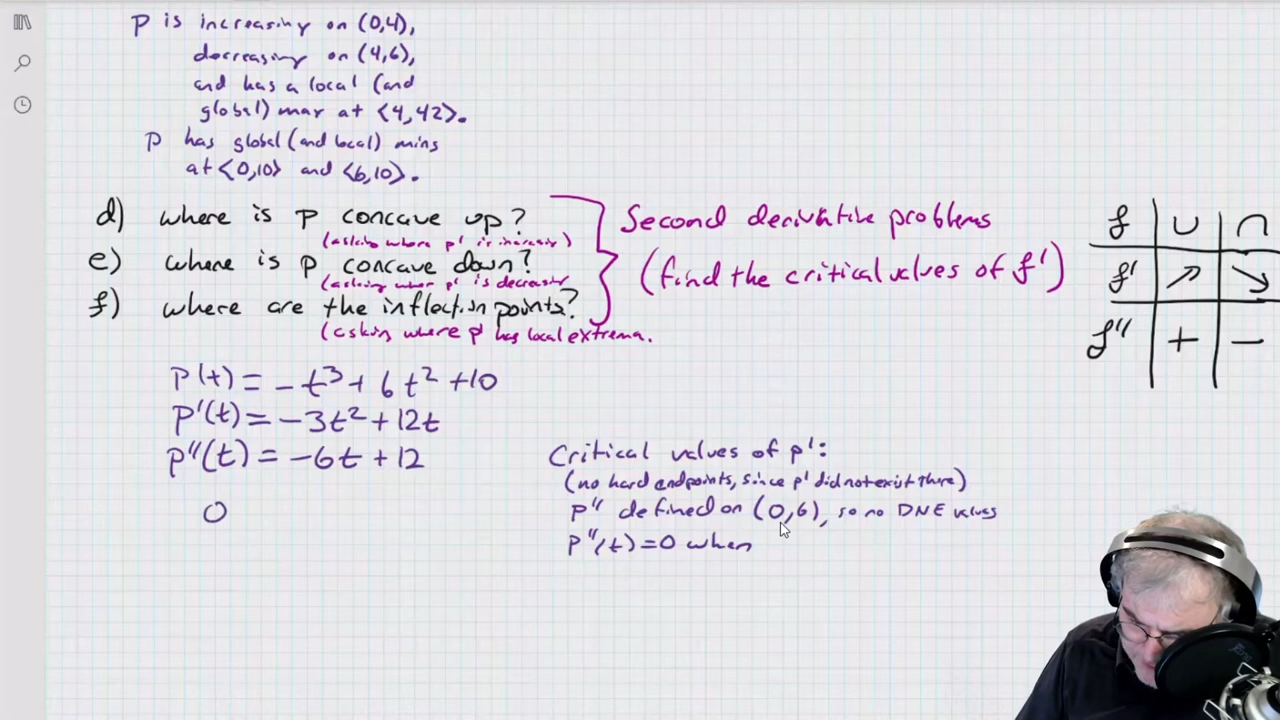 P is increasing on (0,4),
decreasing on (4,6),
and has a local (and
global) max at <4,42>.
P has global (and local) mins
at <0,10> and <6,10>.
d) where is P concave up?
(asking where p' is increasing)
e) where is P concave down?
(asking where p' is decreasing
f) where are the inflection points?
(asking where p' has local extrema.
Second derivative problems
(find the critical values of f')
f ∪ ∩
f' ↗ ↘
f'' + −
P(t) = −t³ + 6t² + 10
P'(t) = −3t² + 12t
P''(t) = −6t + 12
0
Critical values of p':
(no hard endpoints, since p' did not exist there)
P'' defined on (0,6), so no DNE values
P''(t) = 0 when